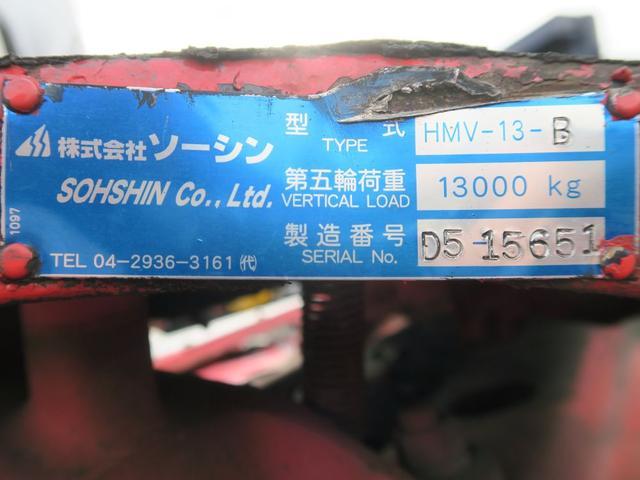 株式会社ソーシン
SOHSHIN Co., Ltd.
TEL 04-2936-3161 (代)
1097
型式 HMV-13-B
TYPE
第五輪荷重 13000 kg
VERTICAL LOAD
製造番号 D5-15651
SERIAL No.